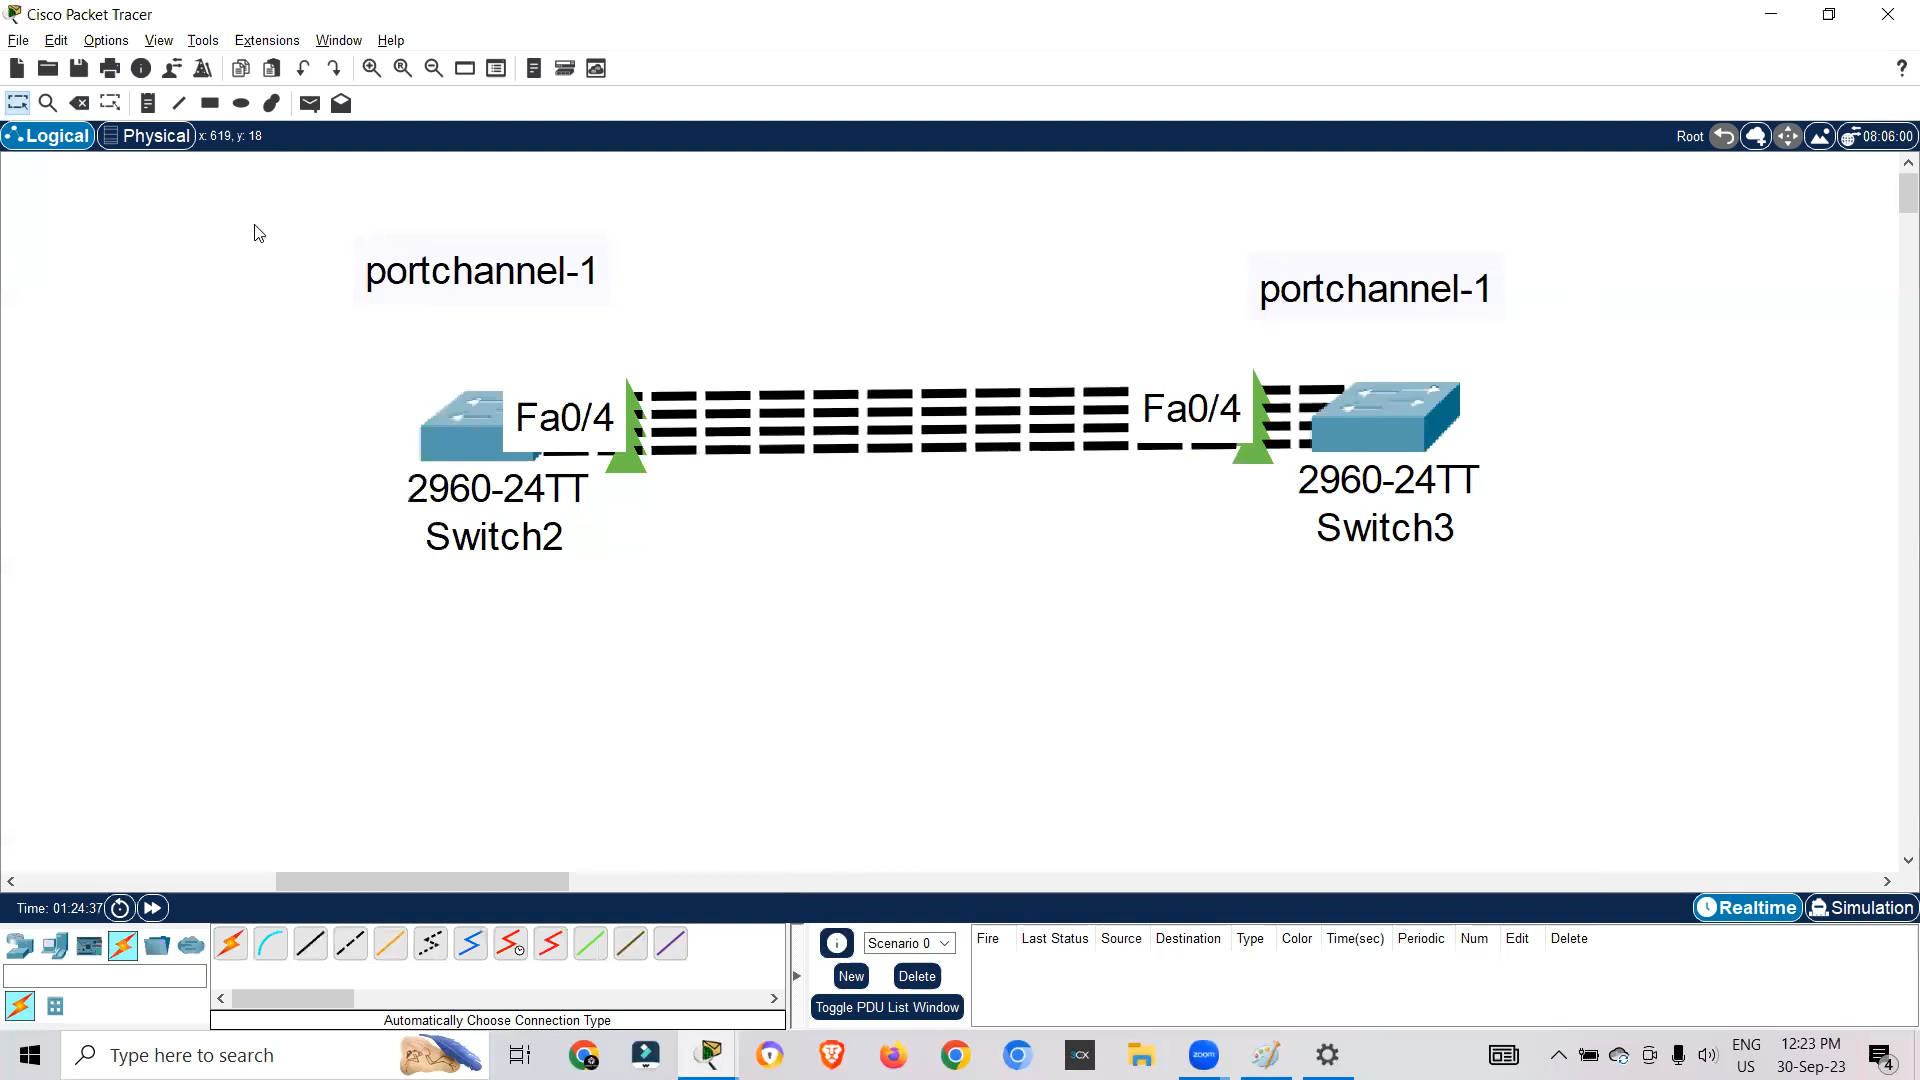 Cisco Packet Tracer
File Edit Options View Tools Extensions Window Help
?
Logical Physical x: 619, y: 18 Root 08:06:00
portchannel-1
portchannel-1
Fa0/4
Fa0/4
2960-24TT
Switch2
2960-24TT
Switch3
Time: 01:24:37 Realtime Simulation
Scenario 0 Fire Last Status Source Destination Type Color Time(sec) Periodic Num Edit Delete
New Delete
Toggle PDU List Window
Automatically Choose Connection Type
Type here to search
3CX
zoom
ENG
US
12:23 PM
30-Sep-23
4